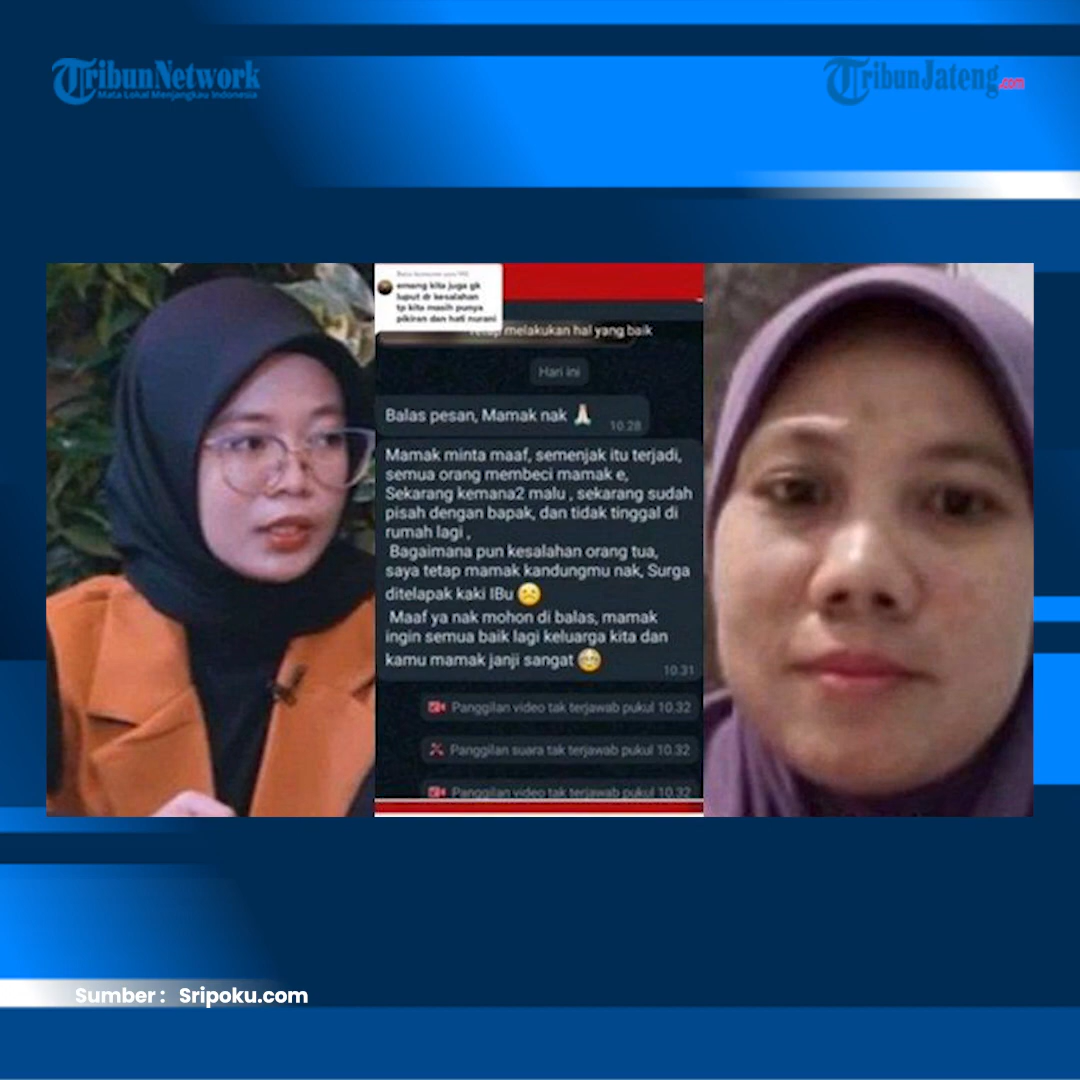 TribunNetwork
Mata Lokal Menjangkau Indonesia
TribunJateng.com
emang kita juga gk
luput dr kesalahan
tp kita masih punya
pikiran dan hati nurani
melakukan hal yang baik
Hari ini
Balas pesan, Mamak nak 🙏🏻
10.28
Mamak minta maaf, semenjak itu terjadi,
semua orang membeci mamak e,
Sekarang kemana2 malu , sekarang sudah
pisah dengan bapak, dan tidak tinggal di
rumah lagi ,
Bagaimana pun kesalahan orang tua,
saya tetap mamak kandungmu nak, Surga
ditelapak kaki IBu ☹️
Maaf ya nak mohon di balas, mamak
ingin semua baik lagi keluarga kita dan
kamu mamak janji sangat 🥹
10.31
Panggilan video tak terjawab pukul 10.32
Panggilan suara tak terjawab pukul 10.32
Panggilan video tak terjawab pukul 10.32
Sumber : Sripoku.com